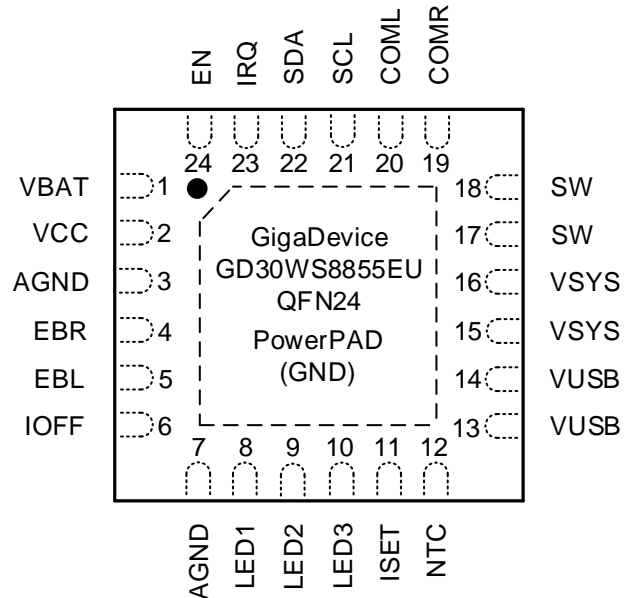 EN
IRQ
SDA
SCL
COML
COMR
24
23
22
21
20
19
VBAT 1
VCC 2
AGND 3
EBR 4
EBL 5
IOFF 6
GigaDevice
GD30WS8855EU
QFN24
PowerPAD
(GND)
18 SW
17 SW
16 VSYS
15 VSYS
14 VUSB
13 VUSB
7
8
9
10
11
12
AGND
LED1
LED2
LED3
ISET
NTC